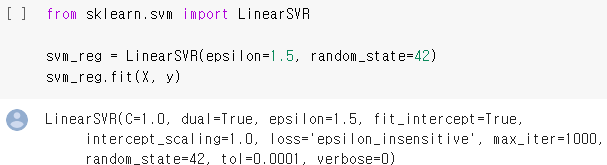 [ ] from sklearn.svm import LinearSVR
svm_reg = LinearSVR(epsilon=1.5, random_state=42)
svm_reg.fit(X, y)
LinearSVR(C=1.0, dual=True, epsilon=1.5, fit_intercept=True,
intercept_scaling=1.0, loss='epsilon_insensitive', max_iter=1000,
random_state=42, tol=0.0001, verbose=0)